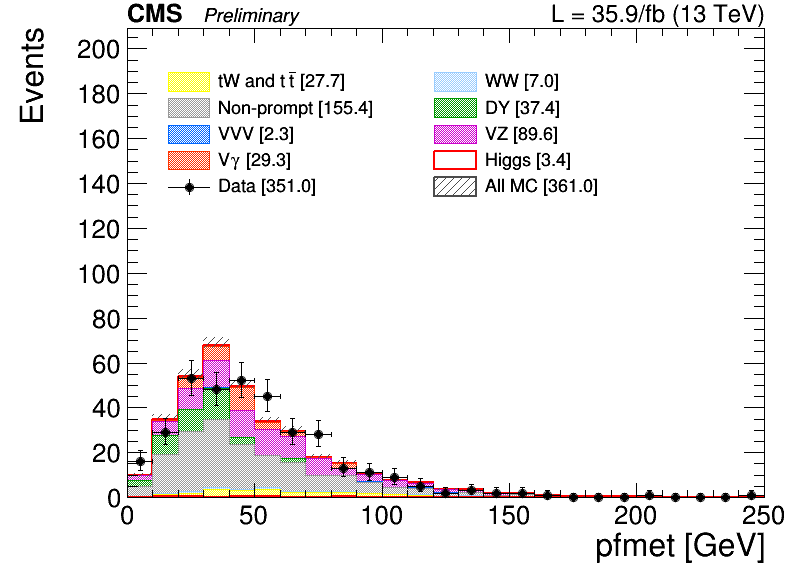 CMS Preliminary L = 35.9/fb (13 TeV)
Events
200
180
160
140
120
100
80
60
40
20
0
tW and t t̅ [27.7]
Non-prompt [155.4]
VVV [2.3]
Vγ [29.3]
Data [351.0]
WW [7.0]
DY [37.4]
VZ [89.6]
Higgs [3.4]
All MC [361.0]
0 50 100 150 200 250
pfmet [GeV]